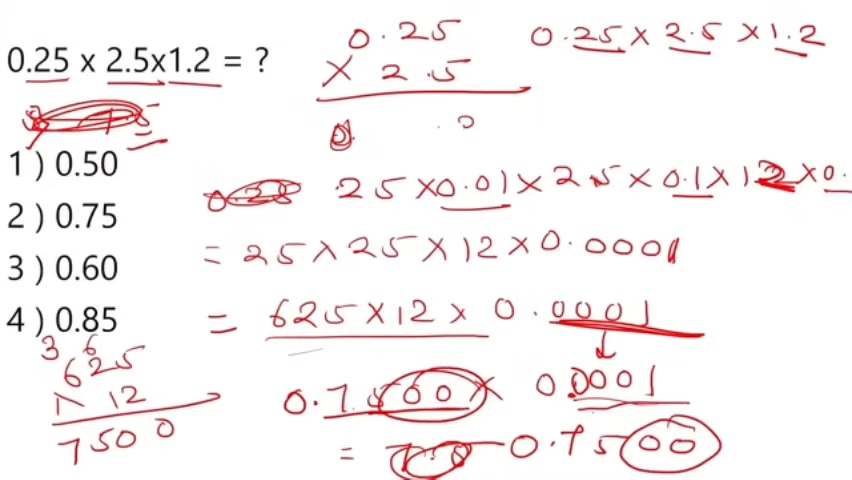 0.25 x 2.5x1.2 = ?
1 ) 0.50
2 ) 0.75
3 ) 0.60
4 ) 0.85
0.25
× 2.5
0.25 × 2.5 × 1.2
25 × 0.01 × 25 × 0.1 × 12 × 0.
= 25 × 25 × 12 × 0.0001
= 625 × 12 × 0.0001
3 6
625
12
7500
0.7500 × 0.0001
= 0.7500